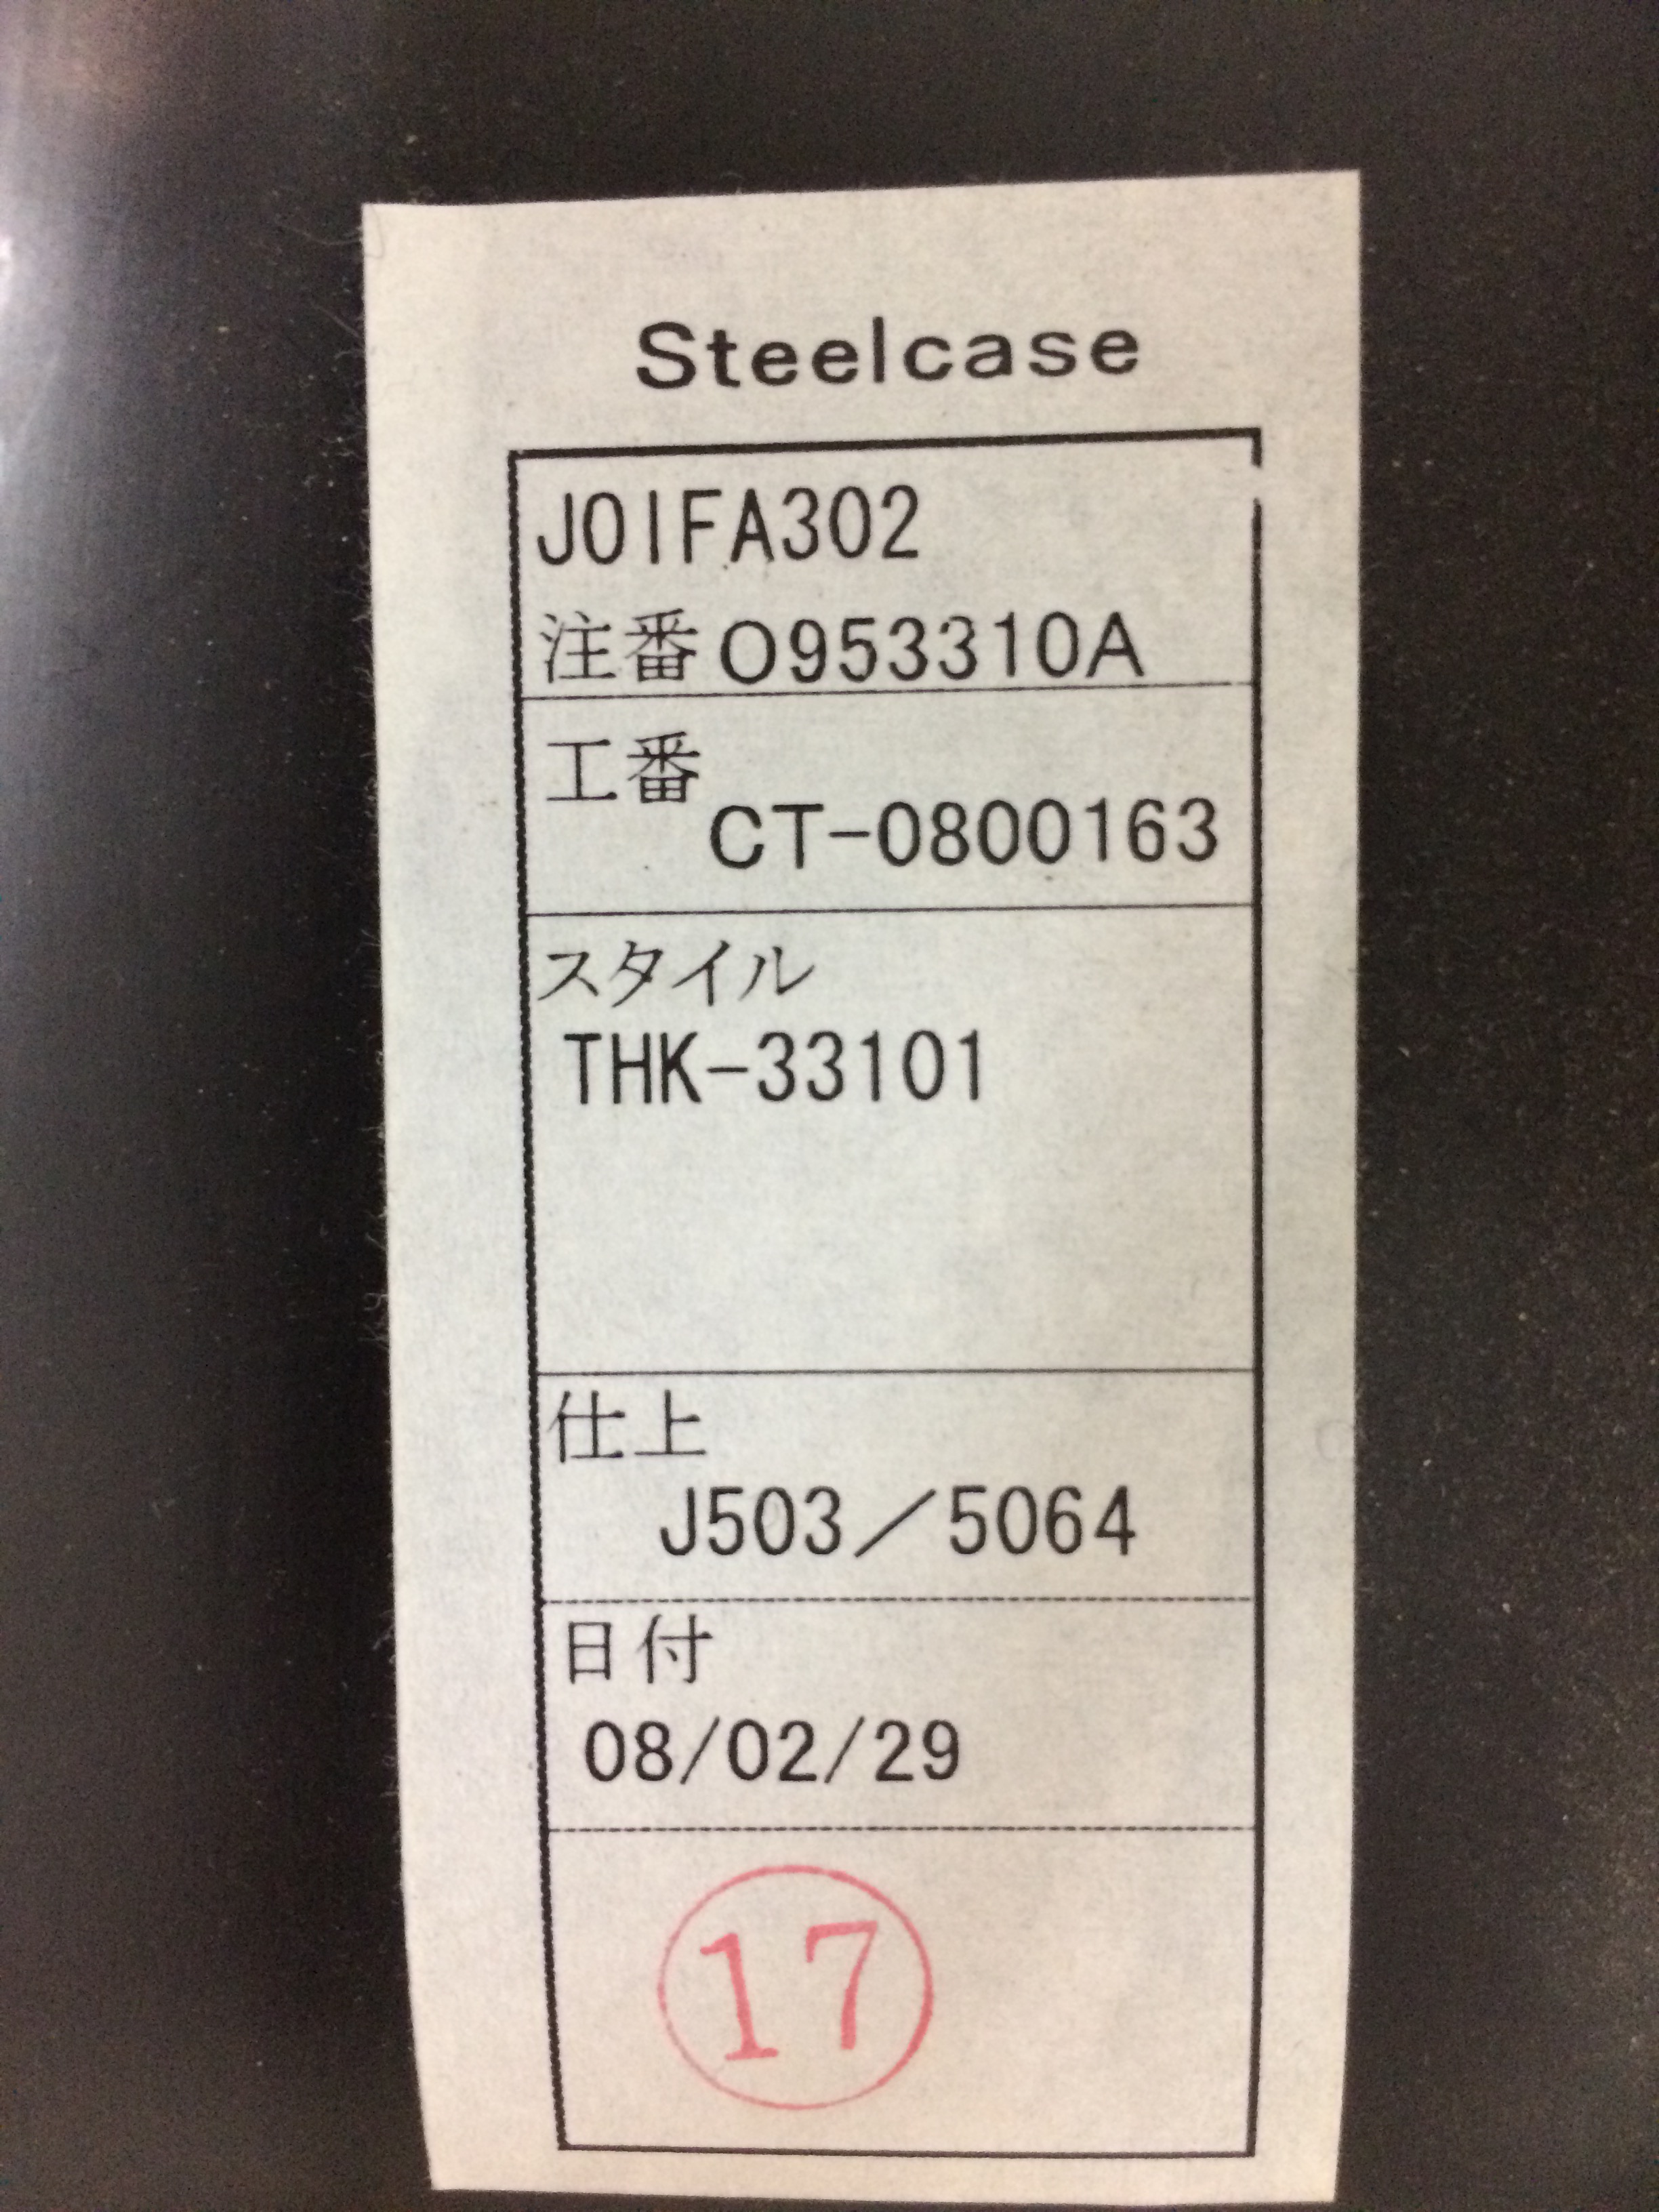 Steelcase
J0IFA302
注番O953310A
工番
CT-0800163
スタイル
THK-33101
仕上
J503／5064
日付
08/02/29
17